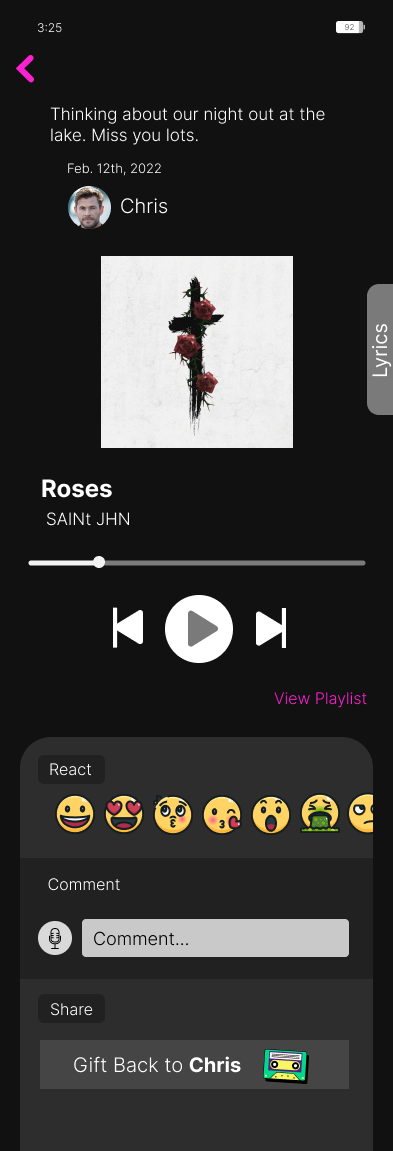 3:25
92
Thinking about our night out at the
lake. Miss you lots.
Feb. 12th, 2022
Chris
Lyrics
Roses
SAINt JHN
View Playlist
React
Comment
Comment...
Share
Gift Back to Chris